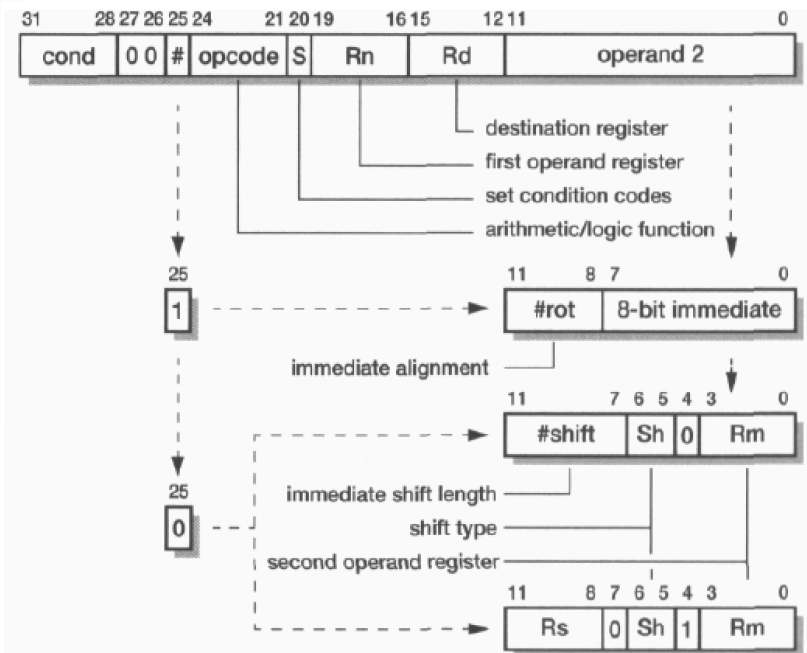 31 28 27 26 25 24 21 20 19 16 15 12 11 0
cond 0 0 # opcode S Rn Rd operand 2
destination register
first operand register
set condition codes
arithmetic/logic function
25
1
11 8 7 0
#rot 8-bit immediate
immediate alignment
11 7 6 5 4 3 0
#shift Sh 0 Rm
25
0
immediate shift length
shift type
second operand register
11 8 7 6 5 4 3 0
Rs 0 Sh 1 Rm